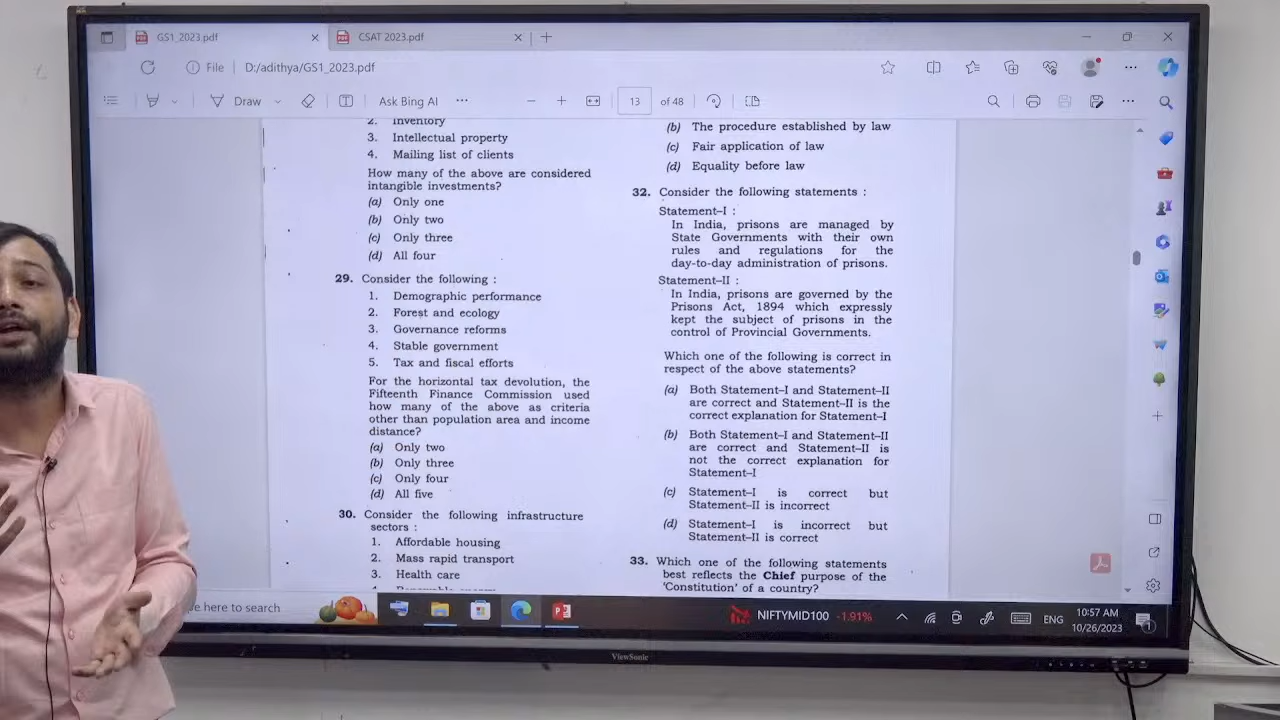 GS1_2023.pdf
CSAT 2023.pdf
File
D:/adithya/GS1_2023.pdf
Draw
Ask Bing AI
13
of 48
2. Inventory
3. Intellectual property
4. Mailing list of clients
How many of the above are considered
intangible investments?
(a) Only one
(b) Only two
(c) Only three
(d) All four
29. Consider the following :
1. Demographic performance
2. Forest and ecology
3. Governance reforms
4. Stable government
5. Tax and fiscal efforts
For the horizontal tax devolution, the
Fifteenth Finance Commission used
how many of the above as criteria
other than population area and income
distance?
(a) Only two
(b) Only three
(c) Only four
(d) All five
30. Consider the following infrastructure
sectors :
1. Affordable housing
2. Mass rapid transport
3. Health care
(b) The procedure established by law
(c) Fair application of law
(d) Equality before law
32. Consider the following statements :
Statement–I :
In India, prisons are managed by
State Governments with their own
rules and regulations for the
day-to-day administration of prisons.
Statement–II :
In India, prisons are governed by the
Prisons Act, 1894 which expressly
kept the subject of prisons in the
control of Provincial Governments.
Which one of the following is correct in
respect of the above statements?
(a) Both Statement–I and Statement–II
are correct and Statement–II is the
correct explanation for Statement–I
(b) Both Statement–I and Statement–II
are correct and Statement–II is
not the correct explanation for
Statement–I
(c) Statement–I is correct but
Statement–II is incorrect
(d) Statement–I is incorrect but
Statement–II is correct
33. Which one of the following statements
best reflects the Chief purpose of the
'Constitution' of a country?
here to search
NIFTYMID100 -1.91%
ENG
10:57 AM
10/26/2023
ViewSonic